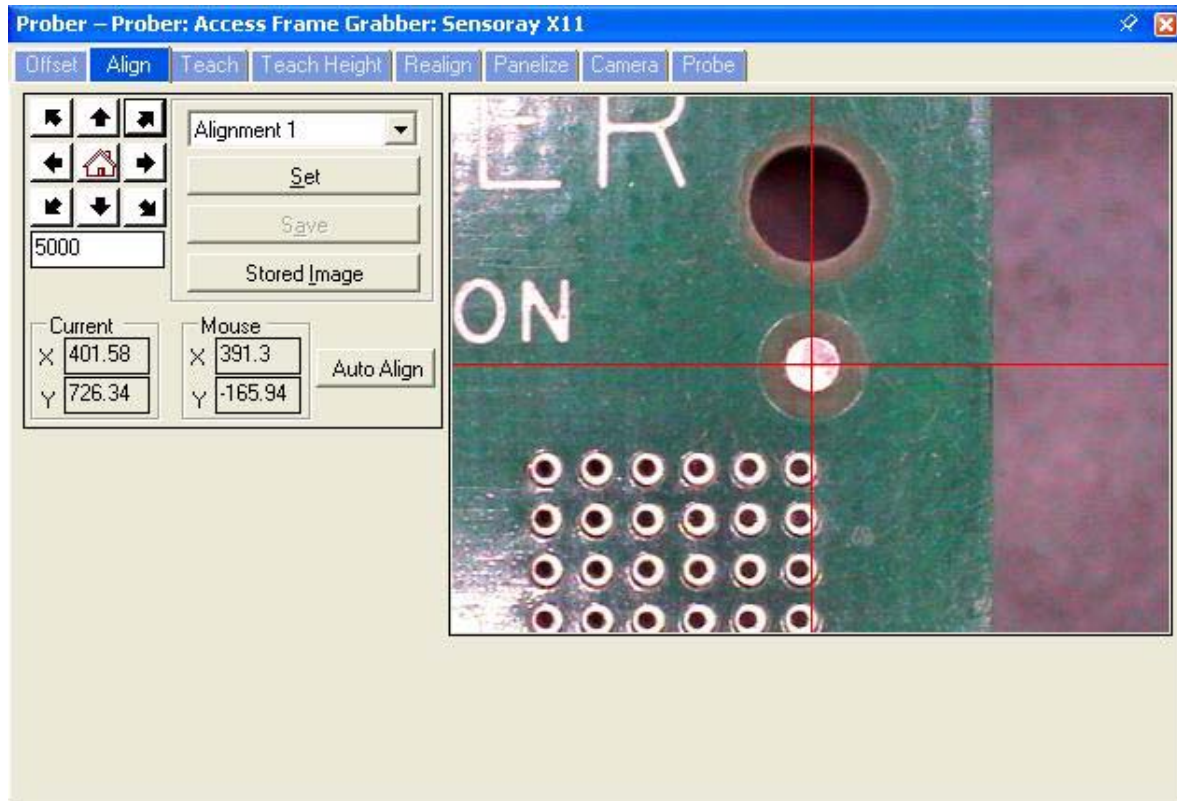 Prober – Prober: Access Frame Grabber: Sensoray X11
Offset Align Teach Teach Height Realign Panelize Camera Probe
Alignment 1
Set
Save
5000
Stored Image
Current
X 401.58
Y 726.34
Mouse
X 391.3
Y -165.94
Auto Align
ER
ON